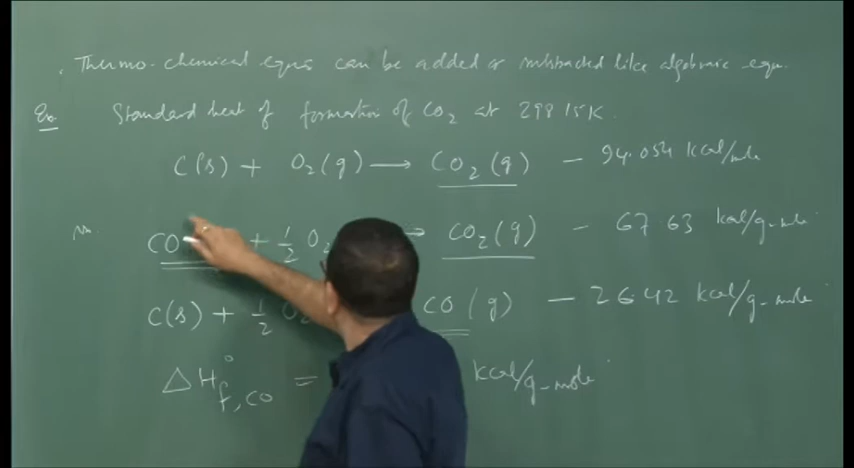 . Thermo-chemical eqns can be added or subtracted like algebraic eqn.
Ex. Standard heat of formation of CO2 at 298.15K.
C(s) + O2(g) → CO2(g) - 94.054 kcal/mole
CO + 1/2 O2 → CO2(g) - 67.63 kcal/g-mole
C(s) + 1/2 O2 CO(g) - 26.42 kcal/g-mole
ΔH°f,CO = kcal/g-mole